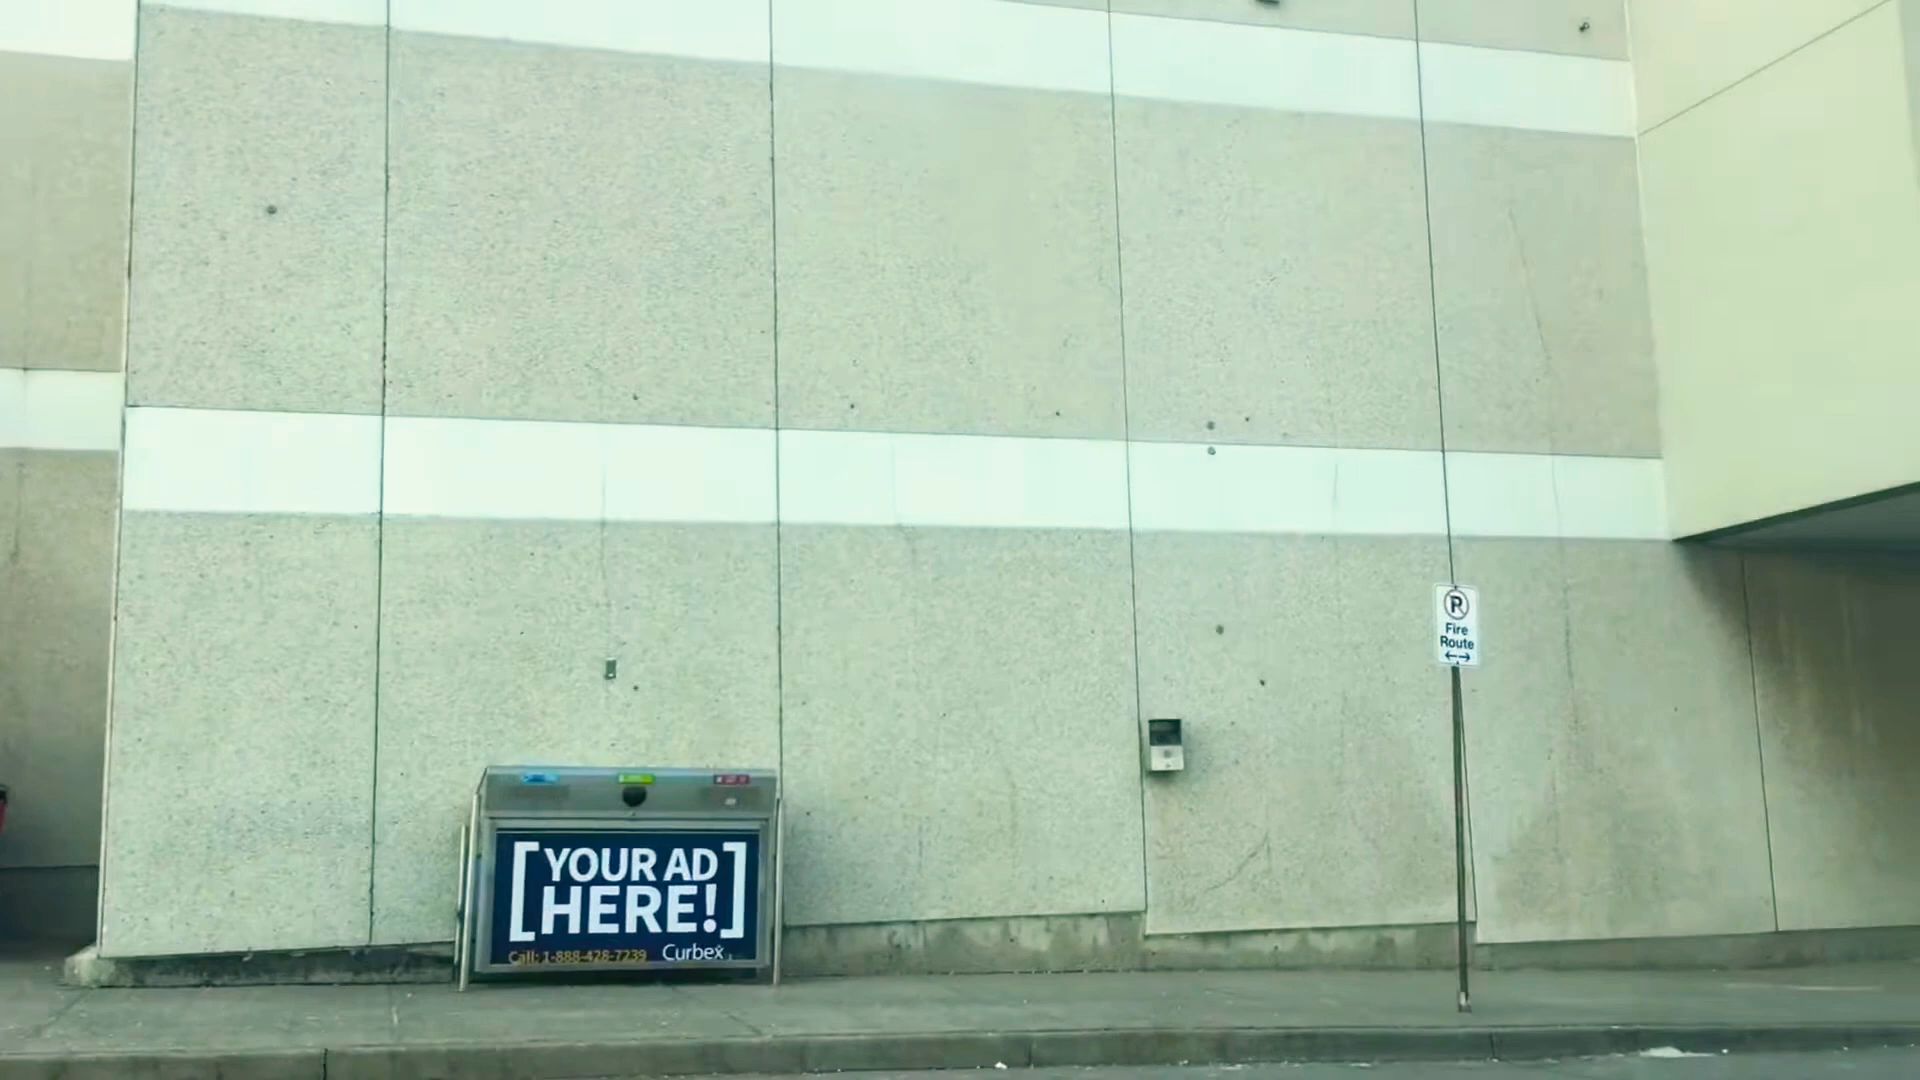 P
Fire
Route
[YOUR AD
HERE!]
Call: 1-888-428-7239
Curbex